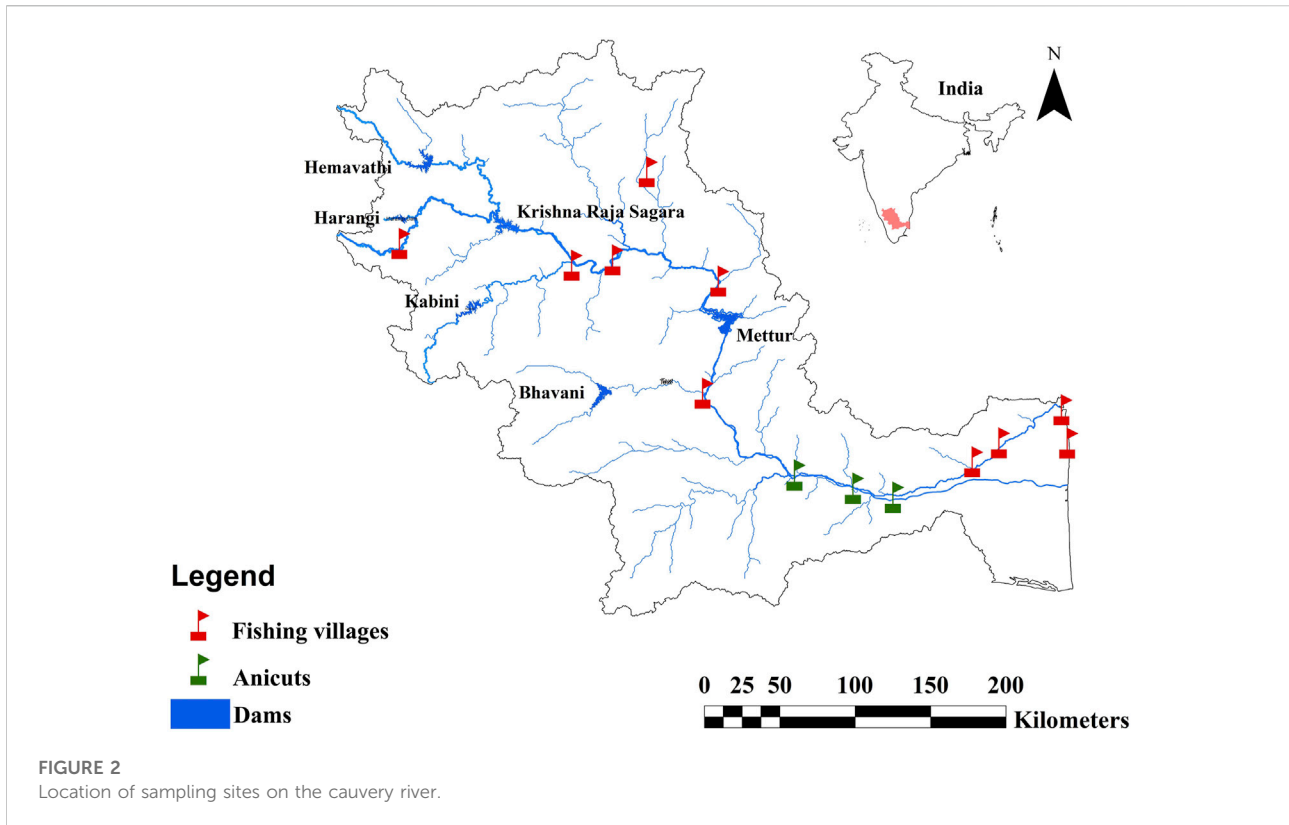 N
India
Hemavathi
Harangi
Krishna Raja Sagara
Kabini
Mettur
Bhavani
Legend
Fishing villages
Anicuts
Dams
0 25 50 100 150 200
Kilometers
FIGURE 2
Location of sampling sites on the cauvery river.